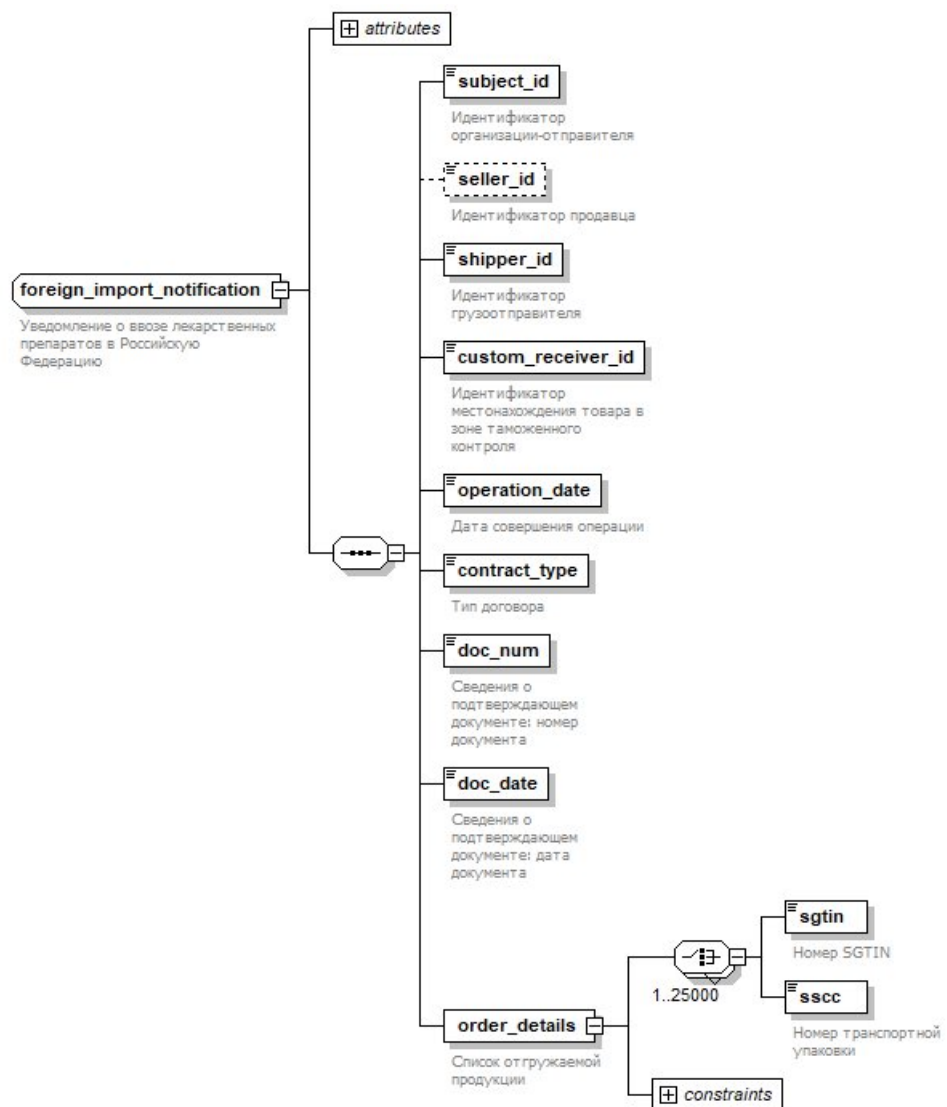 attributes
subject_id
Идентификатор
организации-отправителя
seller_id
Идентификатор продавца
shipper_id
Идентификатор
грузоотправителя
foreign_import_notification
Уведомление о ввозе лекарственных
препаратов в Российскую
Федерацию
custom_receiver_id
Идентификатор
местонахождения товара в
зоне таможенного
контроля
operation_date
Дата совершения операции
contract_type
Тип договора
doc_num
Сведения о
подтверждающем
документе: номер
документа
doc_date
Сведения о
подтверждающем
документе: дата
документа
sgtin
Номер SGTIN
1..25000
sscc
Номер транспортной
упаковки
order_details
Список отгружаемой
продукции
constraints